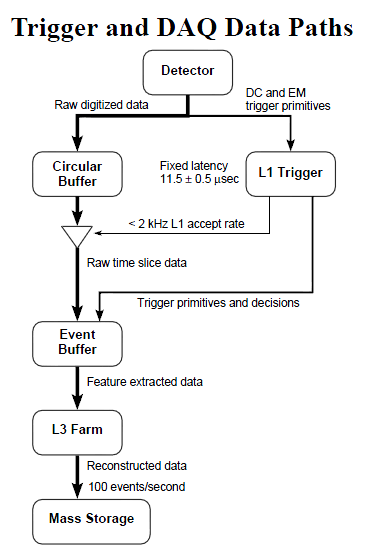 Trigger and DAQ Data Paths
Detector
Raw digitized data
DC and EM
trigger primitives
Circular
Buffer
Fixed latency
11.5 ± 0.5 μsec
L1 Trigger
< 2 kHz L1 accept rate
Raw time slice data
Trigger primitives and decisions
Event
Buffer
Feature extracted data
L3 Farm
Reconstructed data
100 events/second
Mass Storage